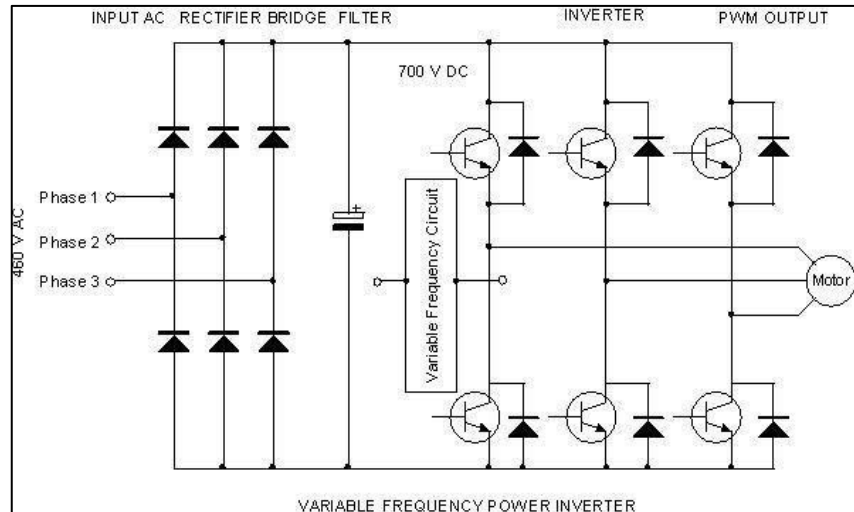 INPUT AC RECTIFIER BRIDGE FILTER INVERTER PWM OUTPUT
700 V DC
460 V AC
Phase 1
Phase 2
Phase 3
+
Variable Frequency Circuit
Motor
VARIABLE FREQUENCY POWER INVERTER